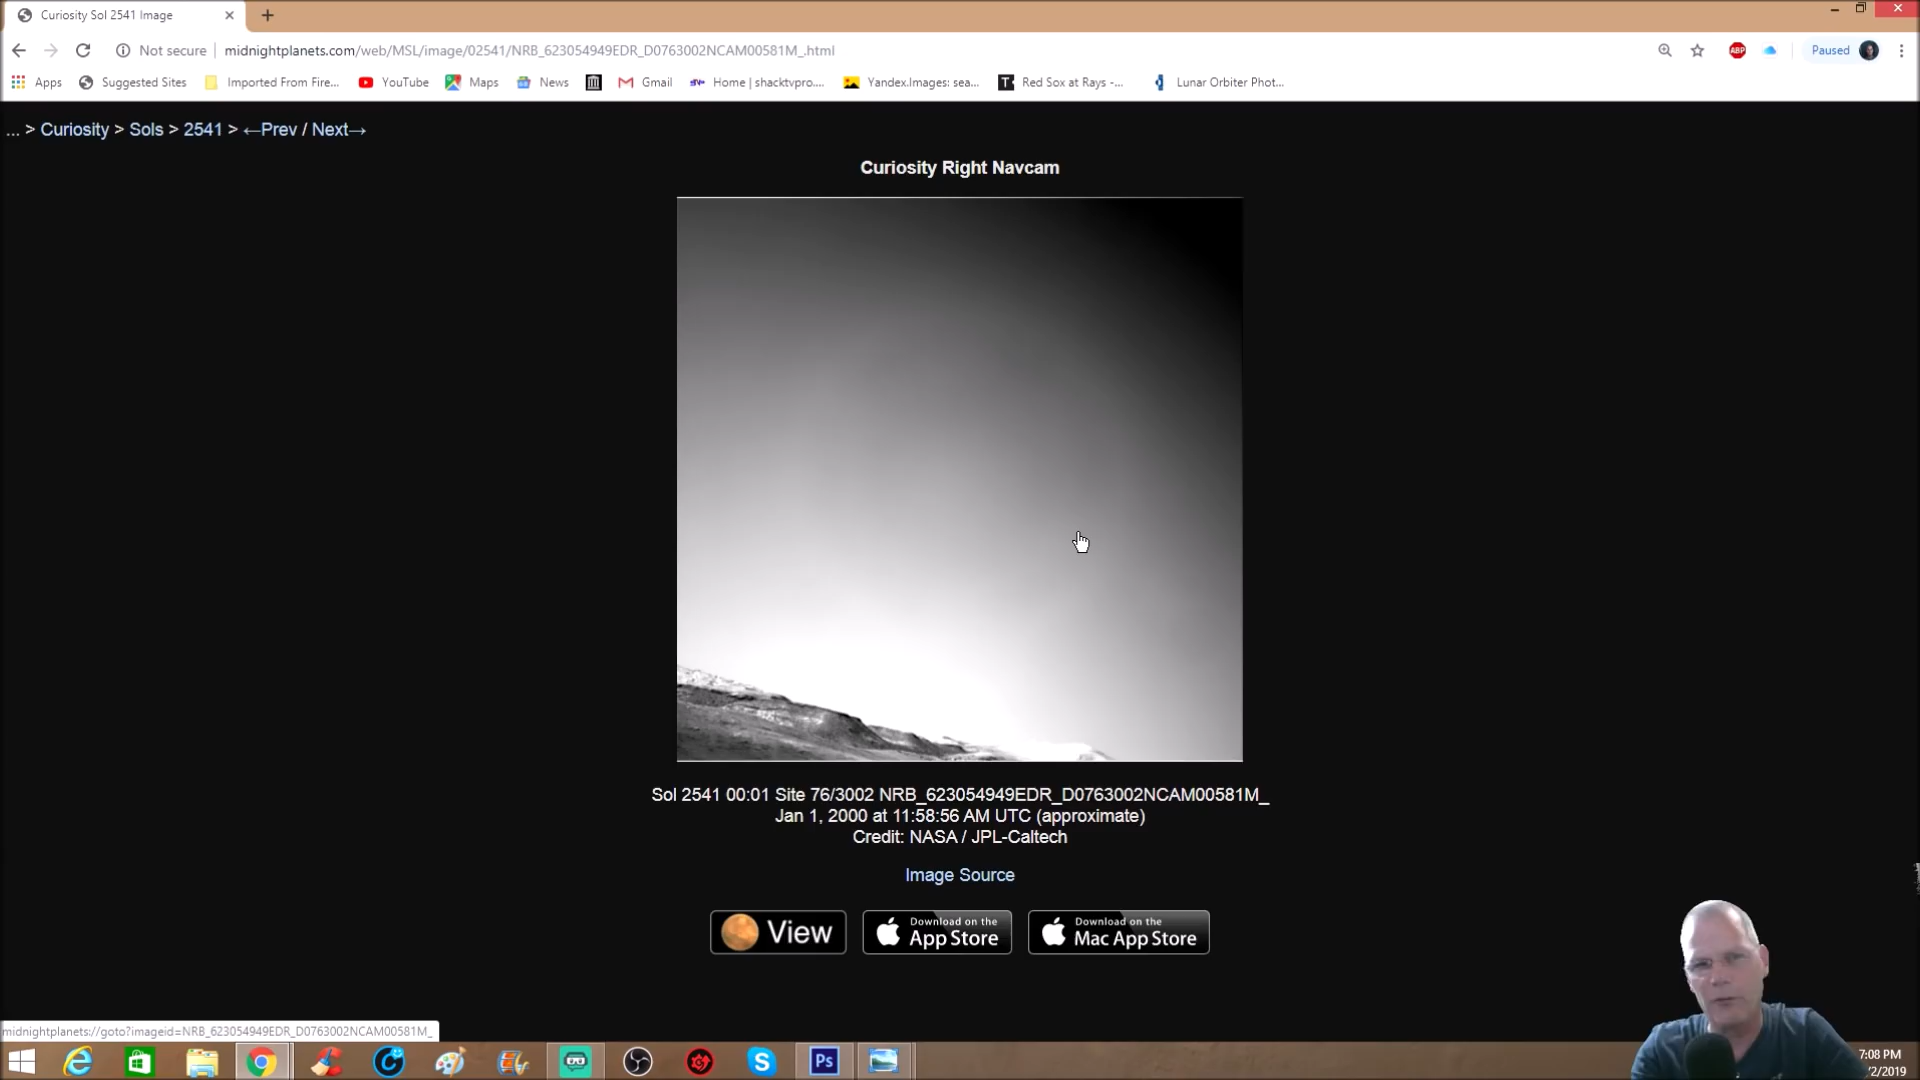 Curiosity Sol 2541 Image
Not secure midnightplanets.com/web/MSL/image/02541/NRB_623054949EDR_D0763002NCAM00581M_.html
ABP
Paused
Apps Suggested Sites Imported From Fire... YouTube Maps News Gmail Home | shacktvpro.... Yandex.Images: sea... T Red Sox at Rays -... Lunar Orbiter Phot...
... > Curiosity > Sols > 2541 > ←Prev / Next→
Curiosity Right Navcam
Sol 2541 00:01 Site 76/3002 NRB_623054949EDR_D0763002NCAM00581M_
Jan 1, 2000 at 11:58:56 AM UTC (approximate)
Credit: NASA / JPL-Caltech
Image Source
View
Download on the
App Store
Download on the
Mac App Store
midnightplanets://goto?imageid=NRB_623054949EDR_D0763002NCAM00581M_
Ps
7:08 PM
/2/2019